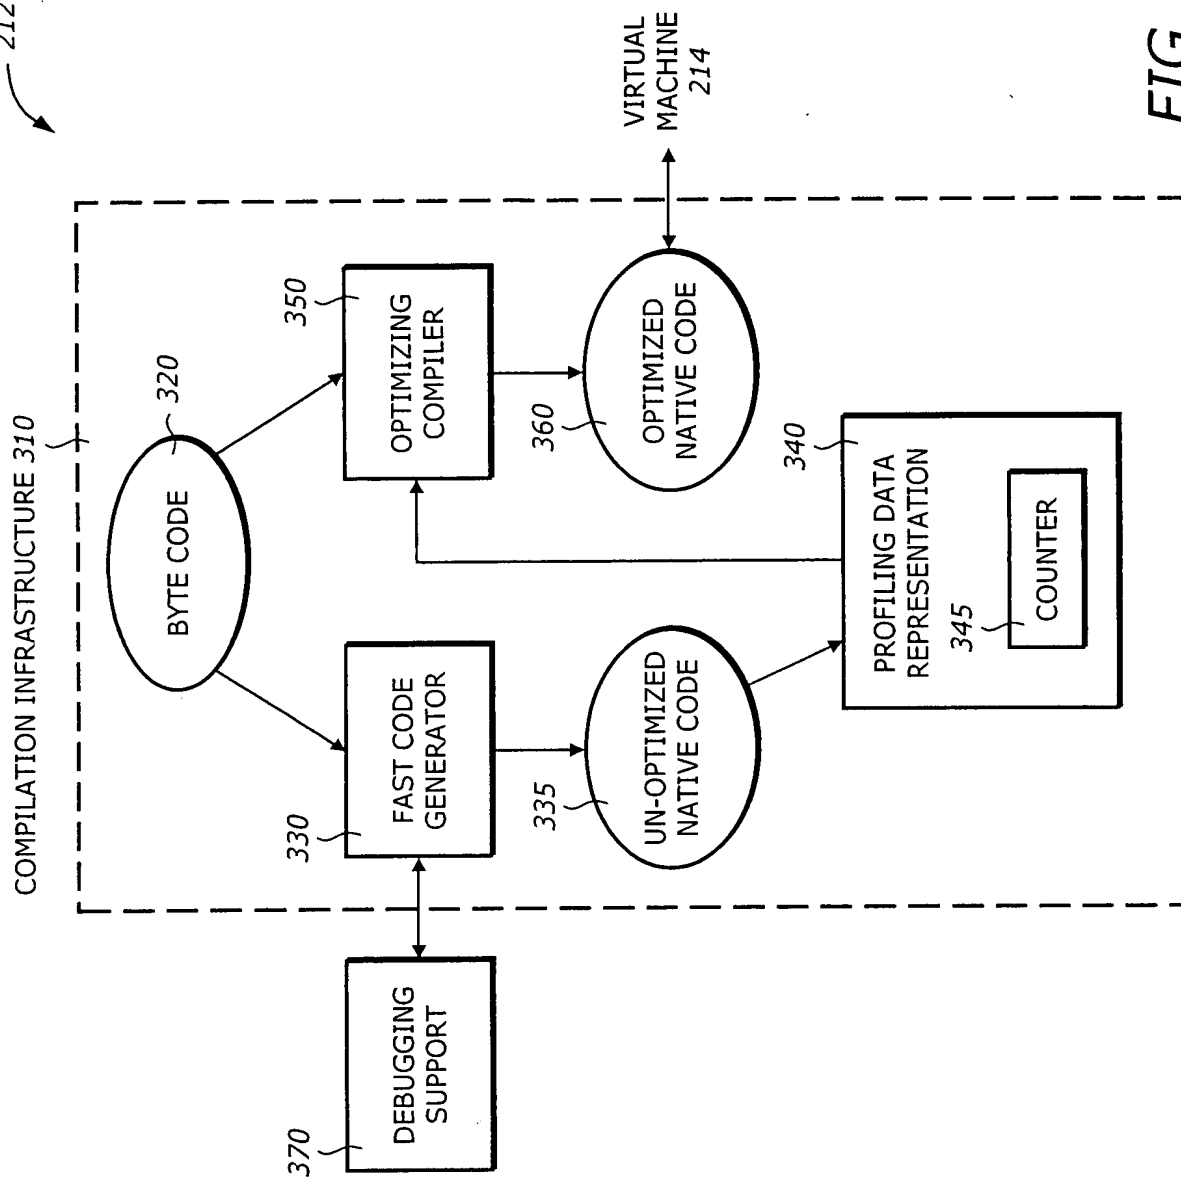 212
COMPILATION INFRASTRUCTURE 310
BYTE CODE
320
330
FAST CODE
GENERATOR
350
OPTIMIZING
COMPILER
370
DEBUGGING
SUPPORT
335
UN-OPTIMIZED
NATIVE CODE
360
OPTIMIZED
NATIVE CODE
VIRTUAL
MACHINE
214
340
PROFILING DATA
REPRESENTATION
345
COUNTER
FIG